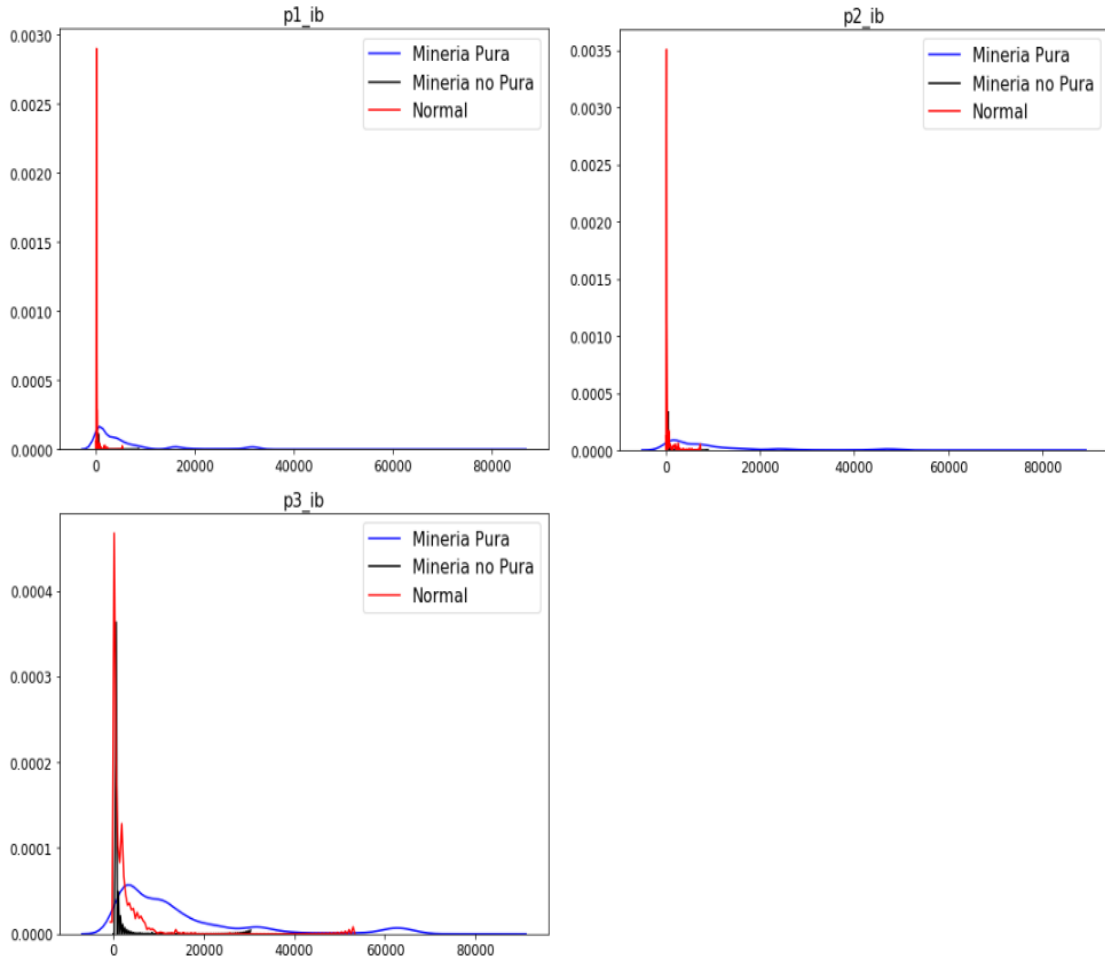 p1_ib
0.0030
0.0025
0.0020
0.0015
0.0010
0.0005
0.0000
0 20000 40000 60000 80000
Mineria Pura
Mineria no Pura
Normal
p2_ib
0.0035
0.0030
0.0025
0.0020
0.0015
0.0010
0.0005
0.0000
0 20000 40000 60000 80000
Mineria Pura
Mineria no Pura
Normal
p3_ib
0.0004
0.0003
0.0002
0.0001
0.0000
0 20000 40000 60000 80000
Mineria Pura
Mineria no Pura
Normal